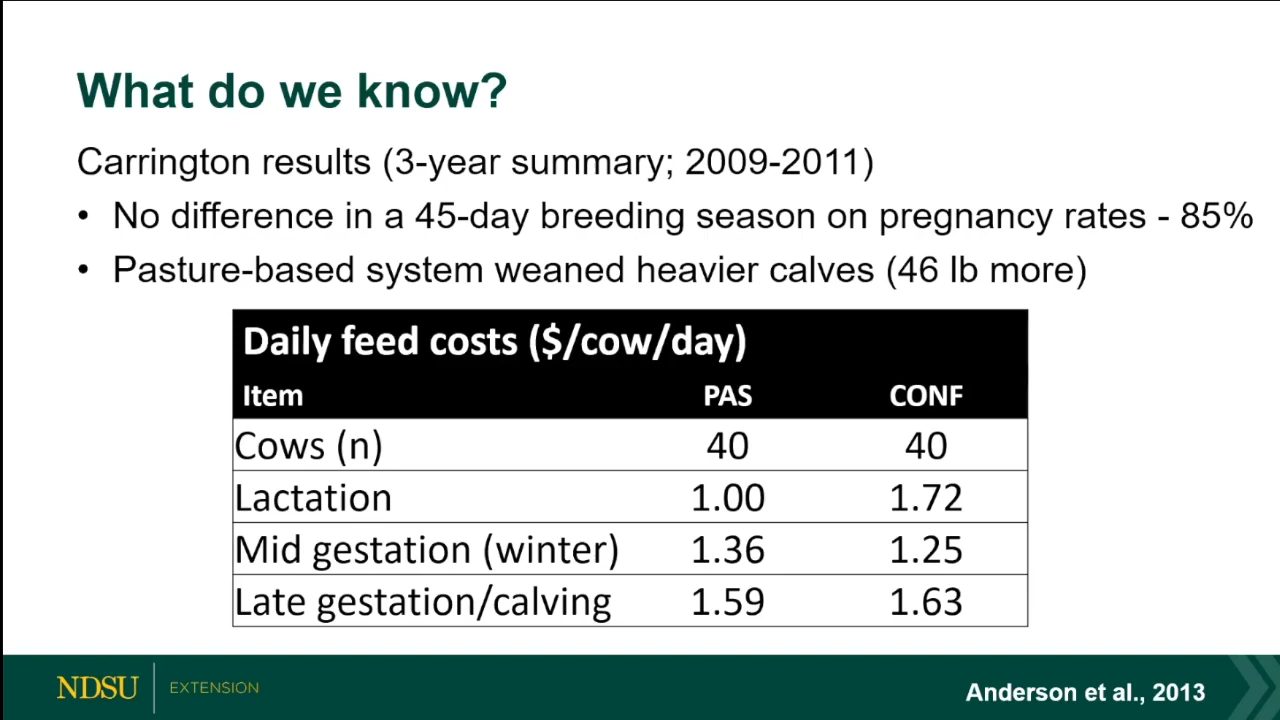 What do we know?
Carrington results (3-year summary; 2009-2011)
• No difference in a 45-day breeding season on pregnancy rates - 85%
• Pasture-based system weaned heavier calves (46 lb more)
Daily feed costs ($/cow/day)
Item PAS CONF
Cows (n) 40 40
Lactation 1.00 1.72
Mid gestation (winter) 1.36 1.25
Late gestation/calving 1.59 1.63
NDSU EXTENSION
Anderson et al., 2013